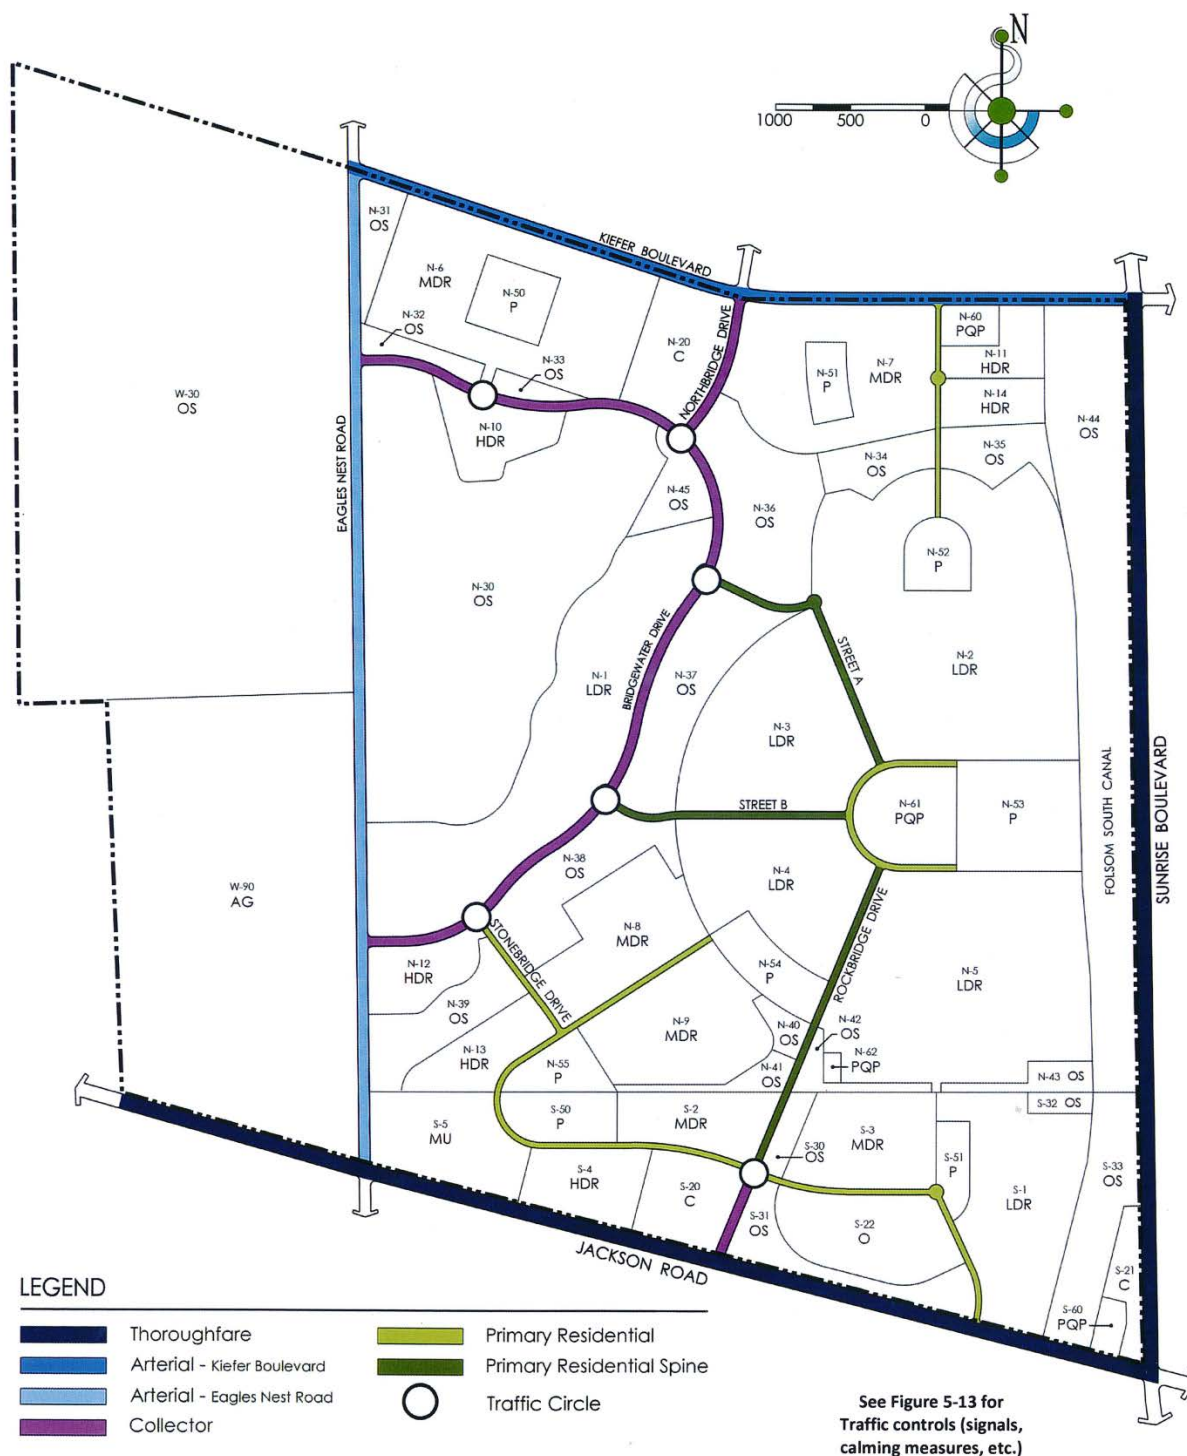 N
1000
500
0
N-31
OS
KIEFER BOULEVARD
N-6
MDR
N-50
P
N-32
OS
N-33
OS
N-20
C
NORTHBRIDGE DRIVE
N-60
PQP
N-7
MDR
N-51
P
N-11
HDR
N-14
HDR
N-44
OS
W-30
OS
N-10
HDR
N-34
OS
N-35
OS
EAGLES NEST ROAD
N-45
OS
N-36
OS
N-52
P
N-30
OS
BRIDGEWATER DRIVE
N-1
LDR
N-37
OS
STREET A
N-2
LDR
N-3
LDR
STREET B
N-61
PQP
N-53
P
FOLSOM SOUTH CANAL
SUNRISE BOULEVARD
N-38
OS
N-4
LDR
W-90
AG
STONEBRIDGE DRIVE
N-8
MDR
ROCKBRIDGE DRIVE
N-12
HDR
N-54
P
N-5
LDR
N-39
OS
N-9
MDR
N-40
OS
N-42
OS
N-13
HDR
N-55
P
N-41
OS
N-62
PQP
N-43 OS
S-32 OS
S-5
MU
S-50
P
S-2
MDR
S-3
MDR
S-30
OS
S-51
P
S-33
OS
S-4
HDR
S-20
C
S-31
OS
S-1
LDR
S-22
O
JACKSON ROAD
S-21
C
S-60
PQP
LEGEND
Thoroughfare
Arterial - Kiefer Boulevard
Arterial - Eagles Nest Road
Collector
Primary Residential
Primary Residential Spine
Traffic Circle
See Figure 5-13 for
Traffic controls (signals,
calming measures, etc.)